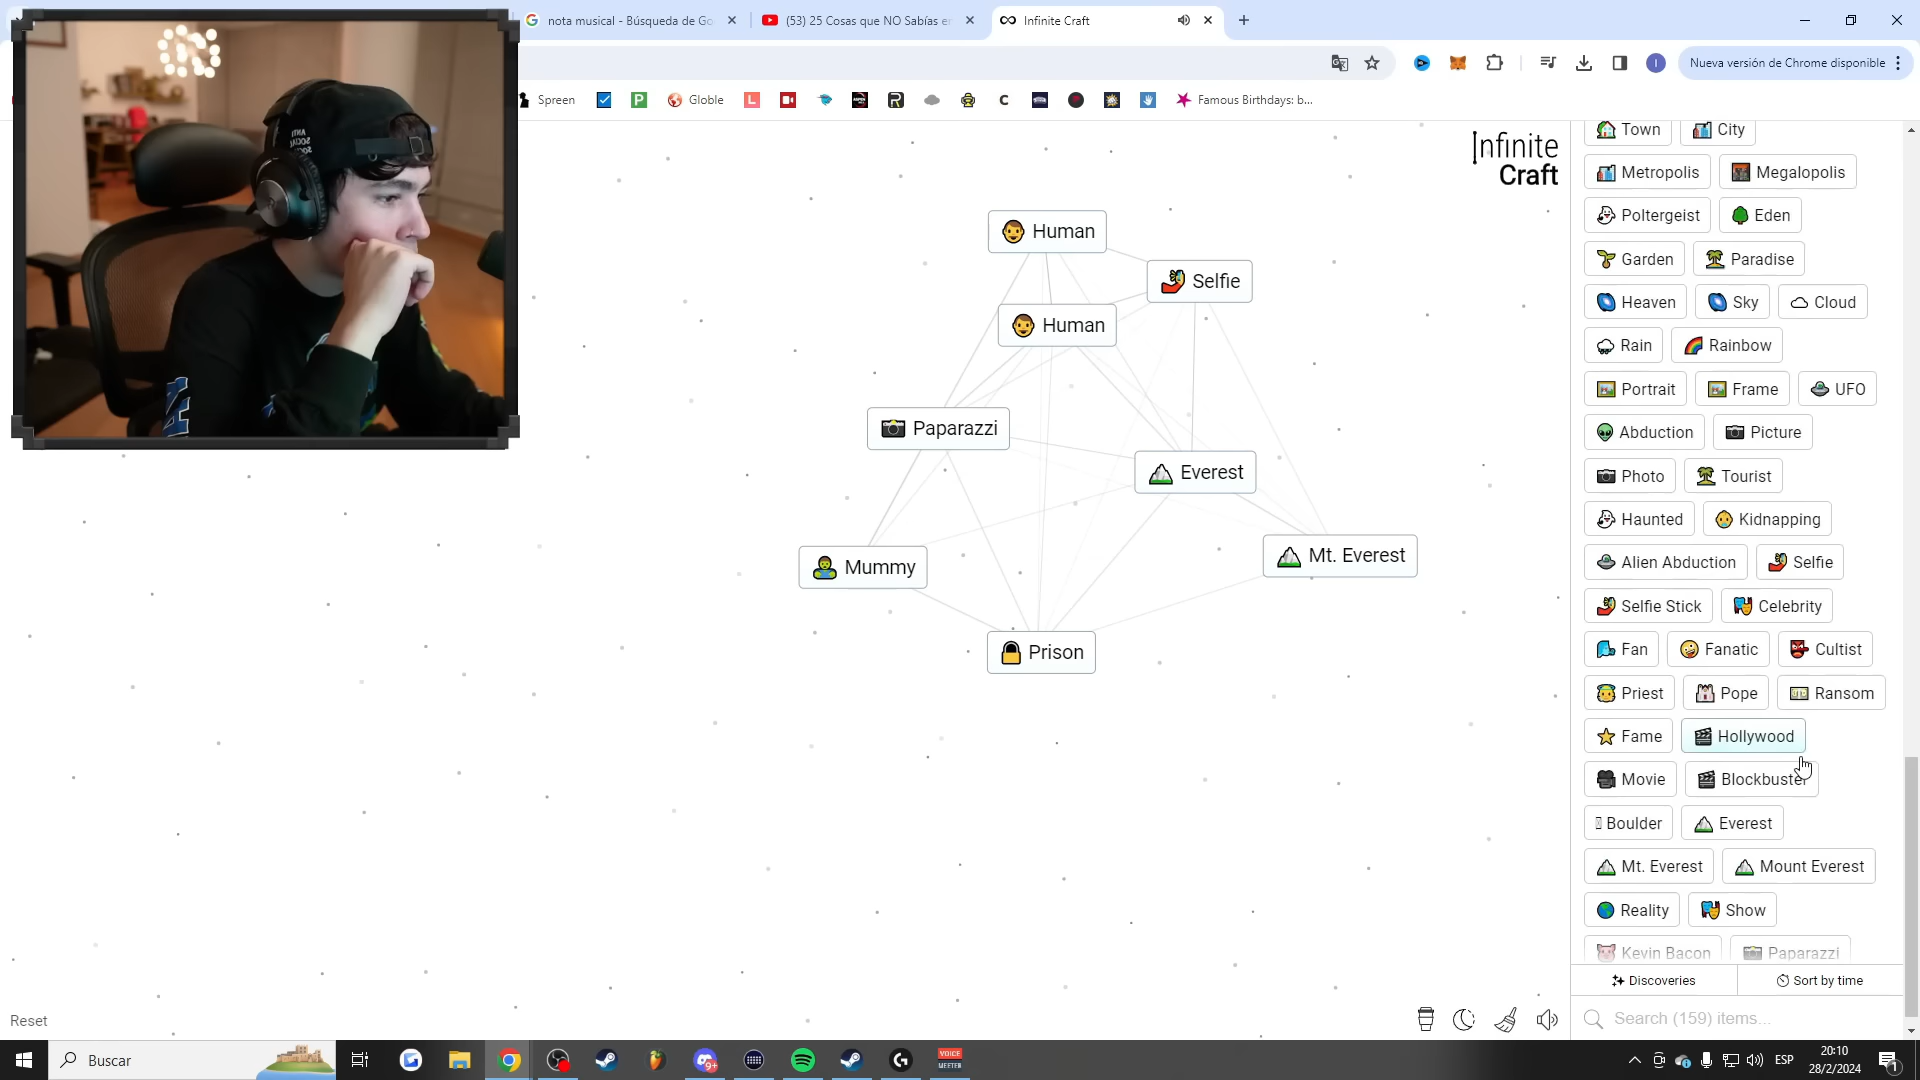 nota musical - Búsqueda de Go
(53) 25 Cosas que NO Sabías e
Infinite Craft
Nueva versión de Chrome disponible
Spreen
Globle
Famous Birthdays: b...
ANTI SOCIAL
Infinite
Craft
Human
Selfie
Human
Paparazzi
Everest
Mummy
Mt. Everest
Prison
Town
City
Metropolis
Megalopolis
Poltergeist
Eden
Garden
Paradise
Heaven
Sky
Cloud
Rain
Rainbow
Portrait
Frame
UFO
Abduction
Picture
Photo
Tourist
Haunted
Kidnapping
Alien Abduction
Selfie
Selfie Stick
Celebrity
Fan
Fanatic
Cultist
Priest
Pope
Ransom
Fame
Hollywood
Movie
Blockbuster
Boulder
Everest
Mt. Everest
Mount Everest
Reality
Show
Kevin Bacon
Paparazzi
Discoveries
Sort by time
Search (159) items...
Reset
Buscar
VOICE
MEETER
ESP
20:10
28/2/2024